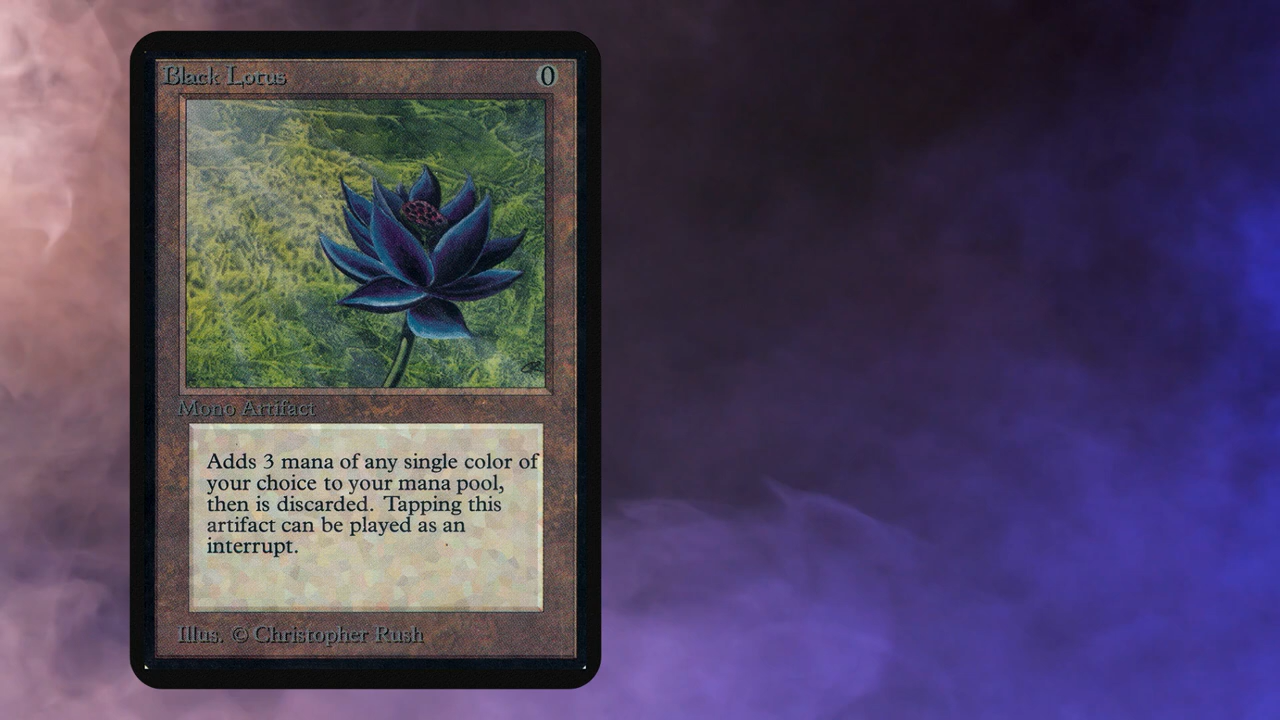 Black Lotus
0
Mono Artifact
Adds 3 mana of any single color of
your choice to your mana pool,
then is discarded. Tapping this
artifact can be played as an
interrupt.
Illus. © Christopher Rush